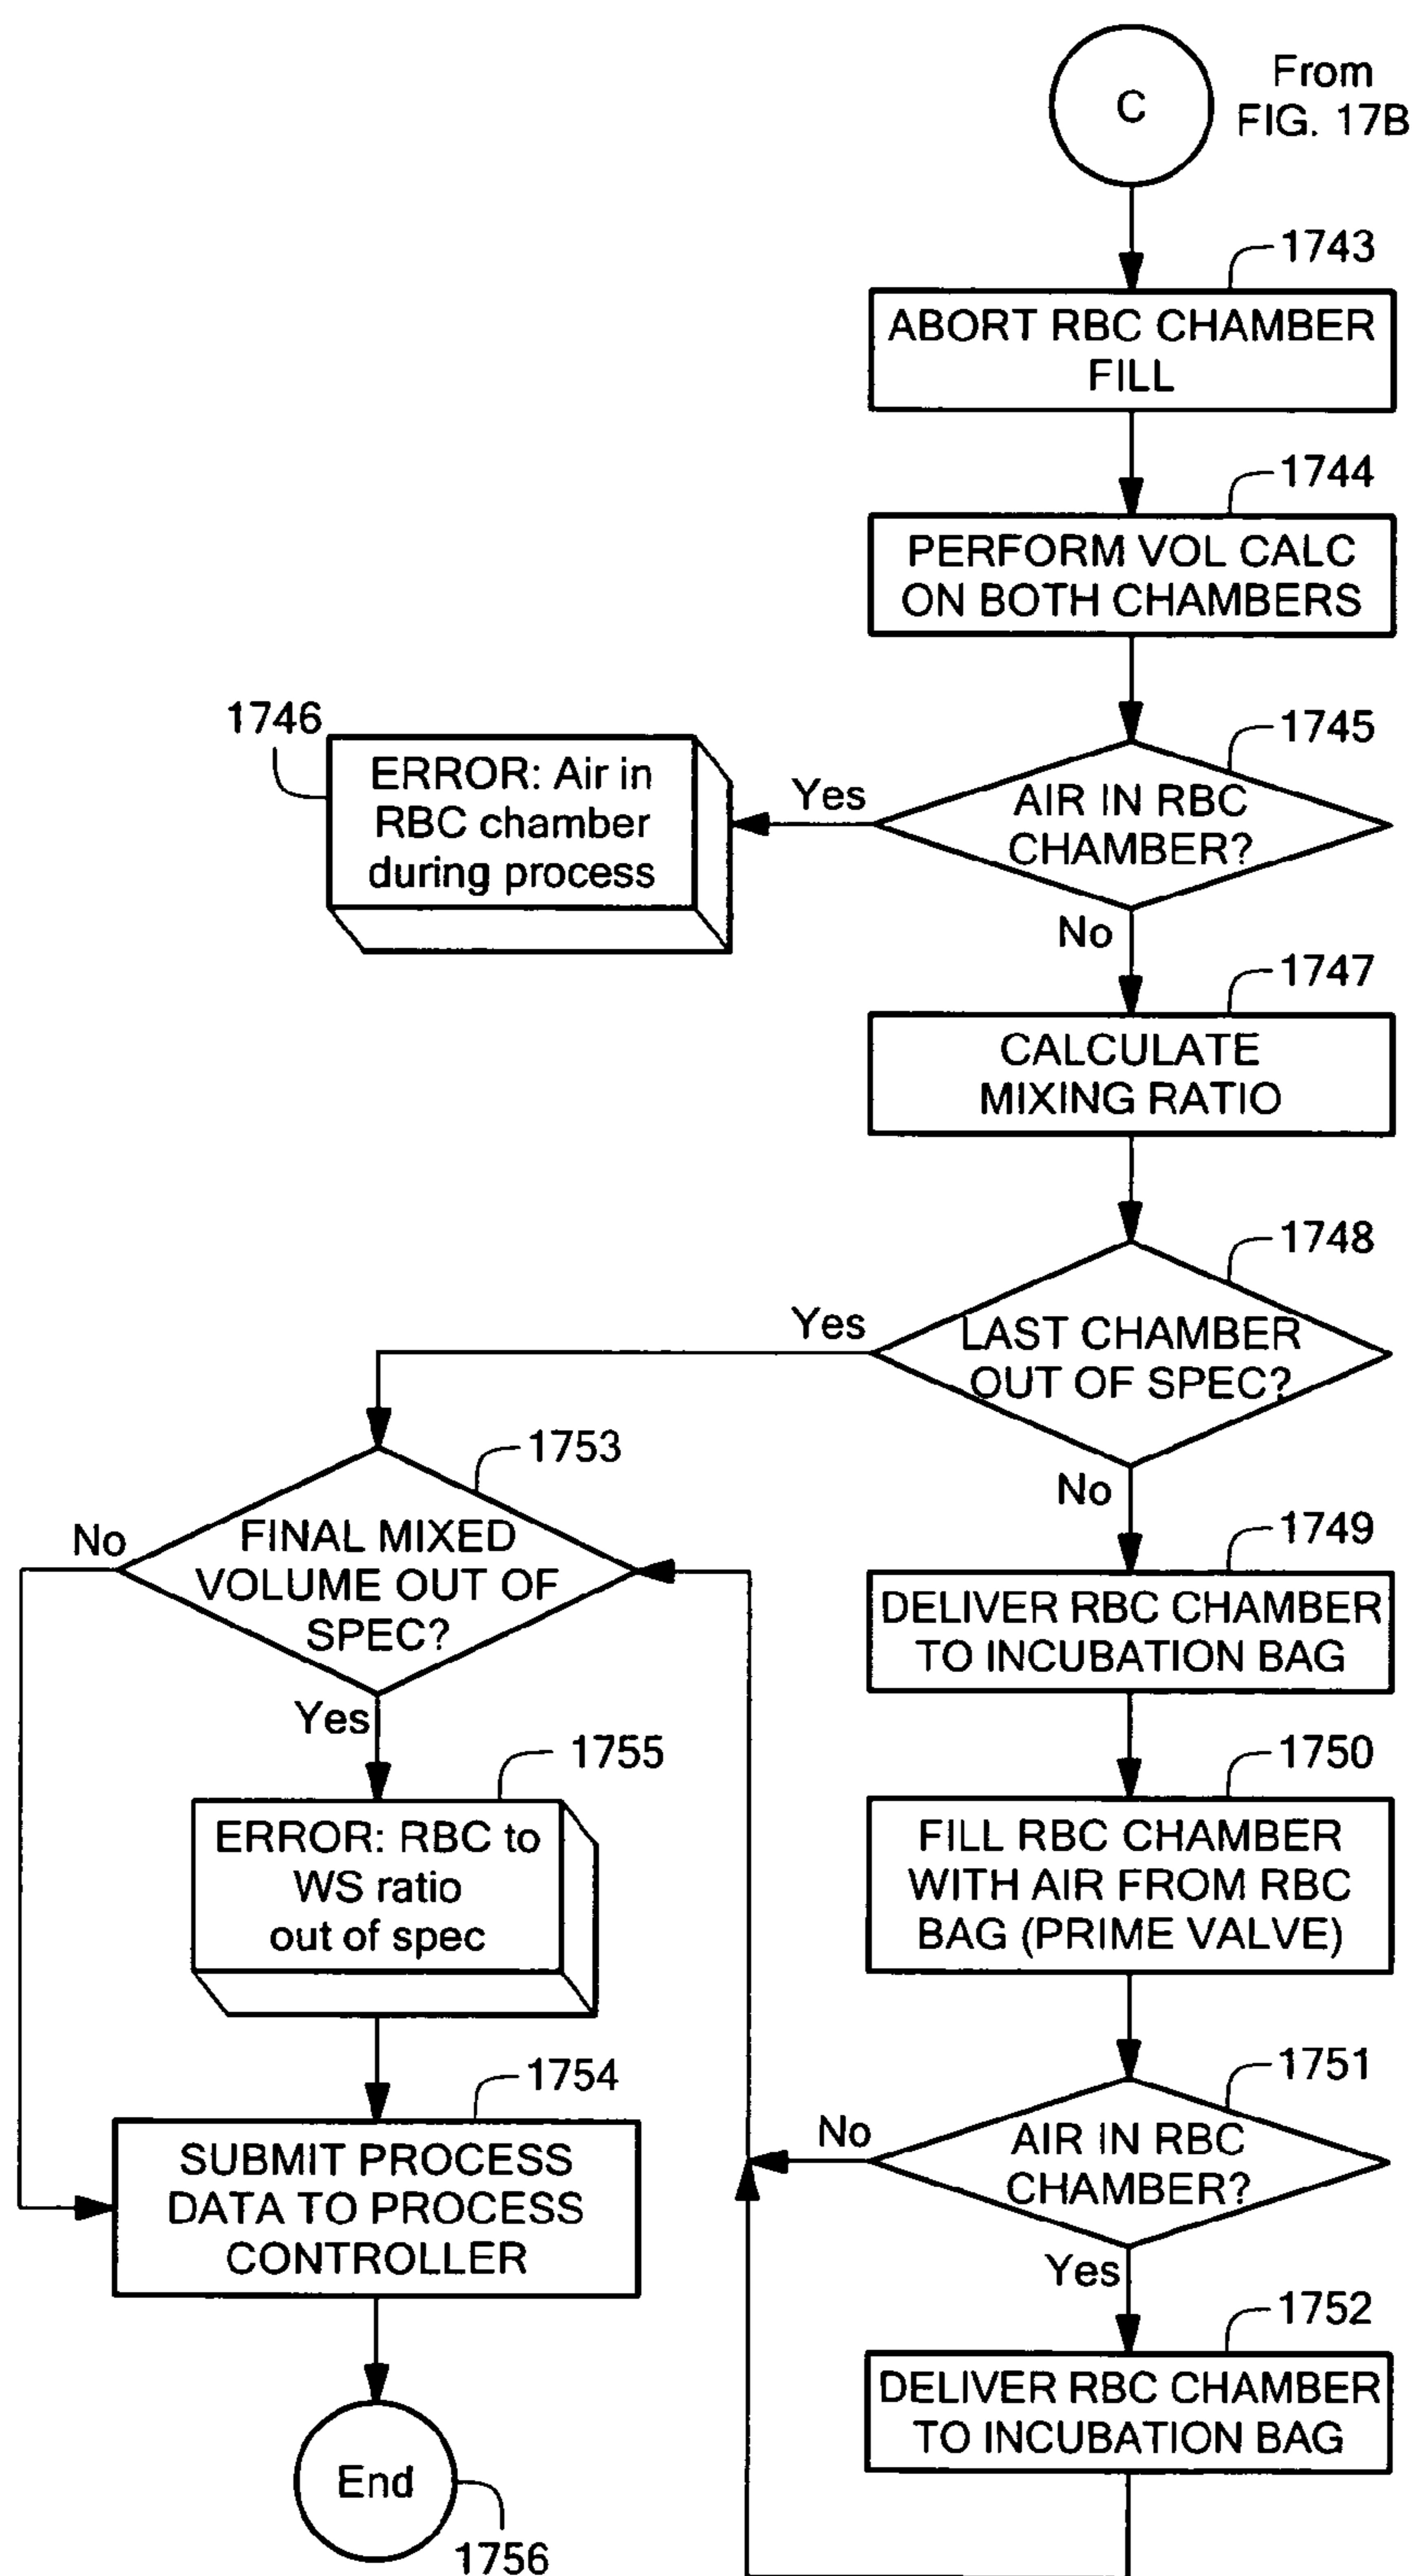 C
From
FIG. 17B
1743
ABORT RBC CHAMBER
FILL
1744
PERFORM VOL CALC
ON BOTH CHAMBERS
1745
AIR IN RBC
CHAMBER?
Yes
1746
ERROR: Air in
RBC chamber
during process
No
1747
CALCULATE
MIXING RATIO
1748
LAST CHAMBER
OUT OF SPEC?
Yes
No
1753
FINAL MIXED
VOLUME OUT OF
SPEC?
No
Yes
1749
DELIVER RBC CHAMBER
TO INCUBATION BAG
1750
FILL RBC CHAMBER
WITH AIR FROM RBC
BAG (PRIME VALVE)
1755
ERROR: RBC to
WS ratio
out of spec
1751
AIR IN RBC
CHAMBER?
No
Yes
1754
SUBMIT PROCESS
DATA TO PROCESS
CONTROLLER
1752
DELIVER RBC CHAMBER
TO INCUBATION BAG
End
1756